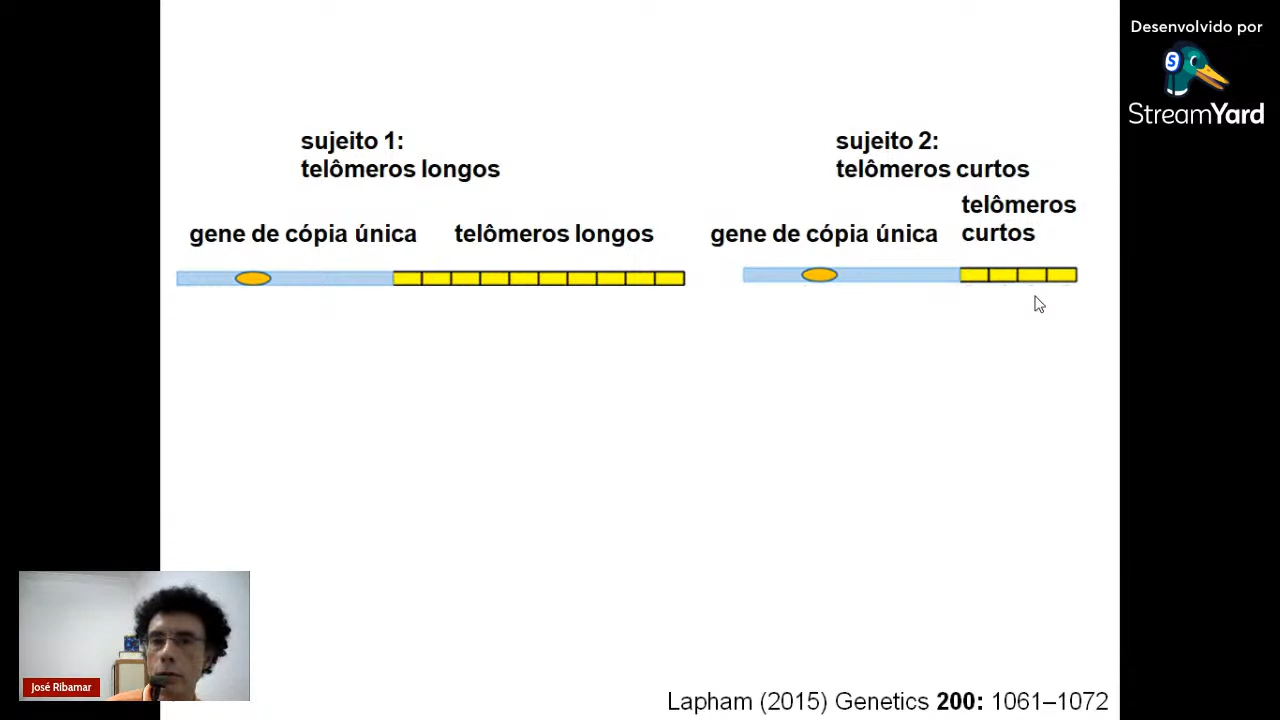 Desenvolvido por
S
StreamYard
sujeito 1:
telômeros longos
sujeito 2:
telômeros curtos
gene de cópia única
telômeros longos
gene de cópia única
telômeros
curtos
José Ribamar
Lapham (2015) Genetics 200: 1061–1072